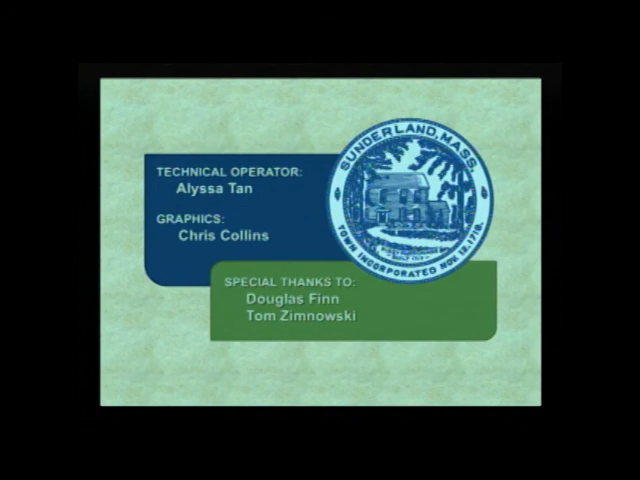 SUNDERLAND, MASS.
TOWN INCORPORATED NOV. 12, 1718.
TECHNICAL OPERATOR:
Alyssa Tan
GRAPHICS:
Chris Collins
SPECIAL THANKS TO:
Douglas Finn
Tom Zimnowski